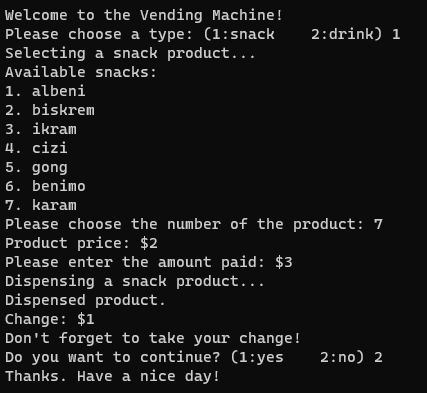 Welcome to the Vending Machine!
Please choose a type: (1:snack    2:drink) 1
Selecting a snack product...
Available snacks:
1. albeni
2. biskrem
3. ikram
4. cizi
5. gong
6. benimo
7. karam
Please choose the number of the product: 7
Product price: $2
Please enter the amount paid: $3
Dispensing a snack product...
Dispensed product.
Change: $1
Don't forget to take your change!
Do you want to continue? (1:yes    2:no) 2
Thanks. Have a nice day!